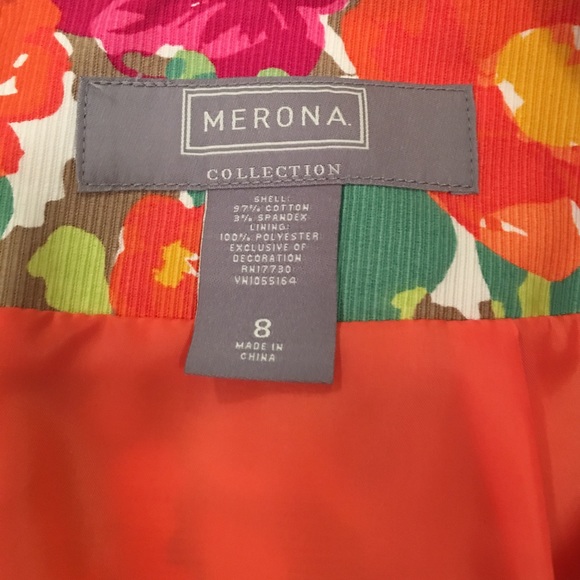 MERONA.
COLLECTION
SHELL:
97% COTTON
3% SPANDEX
LINING:
100% POLYESTER
EXCLUSIVE OF
DECORATION
RN17730
VN1055164
8
MADE IN
CHINA